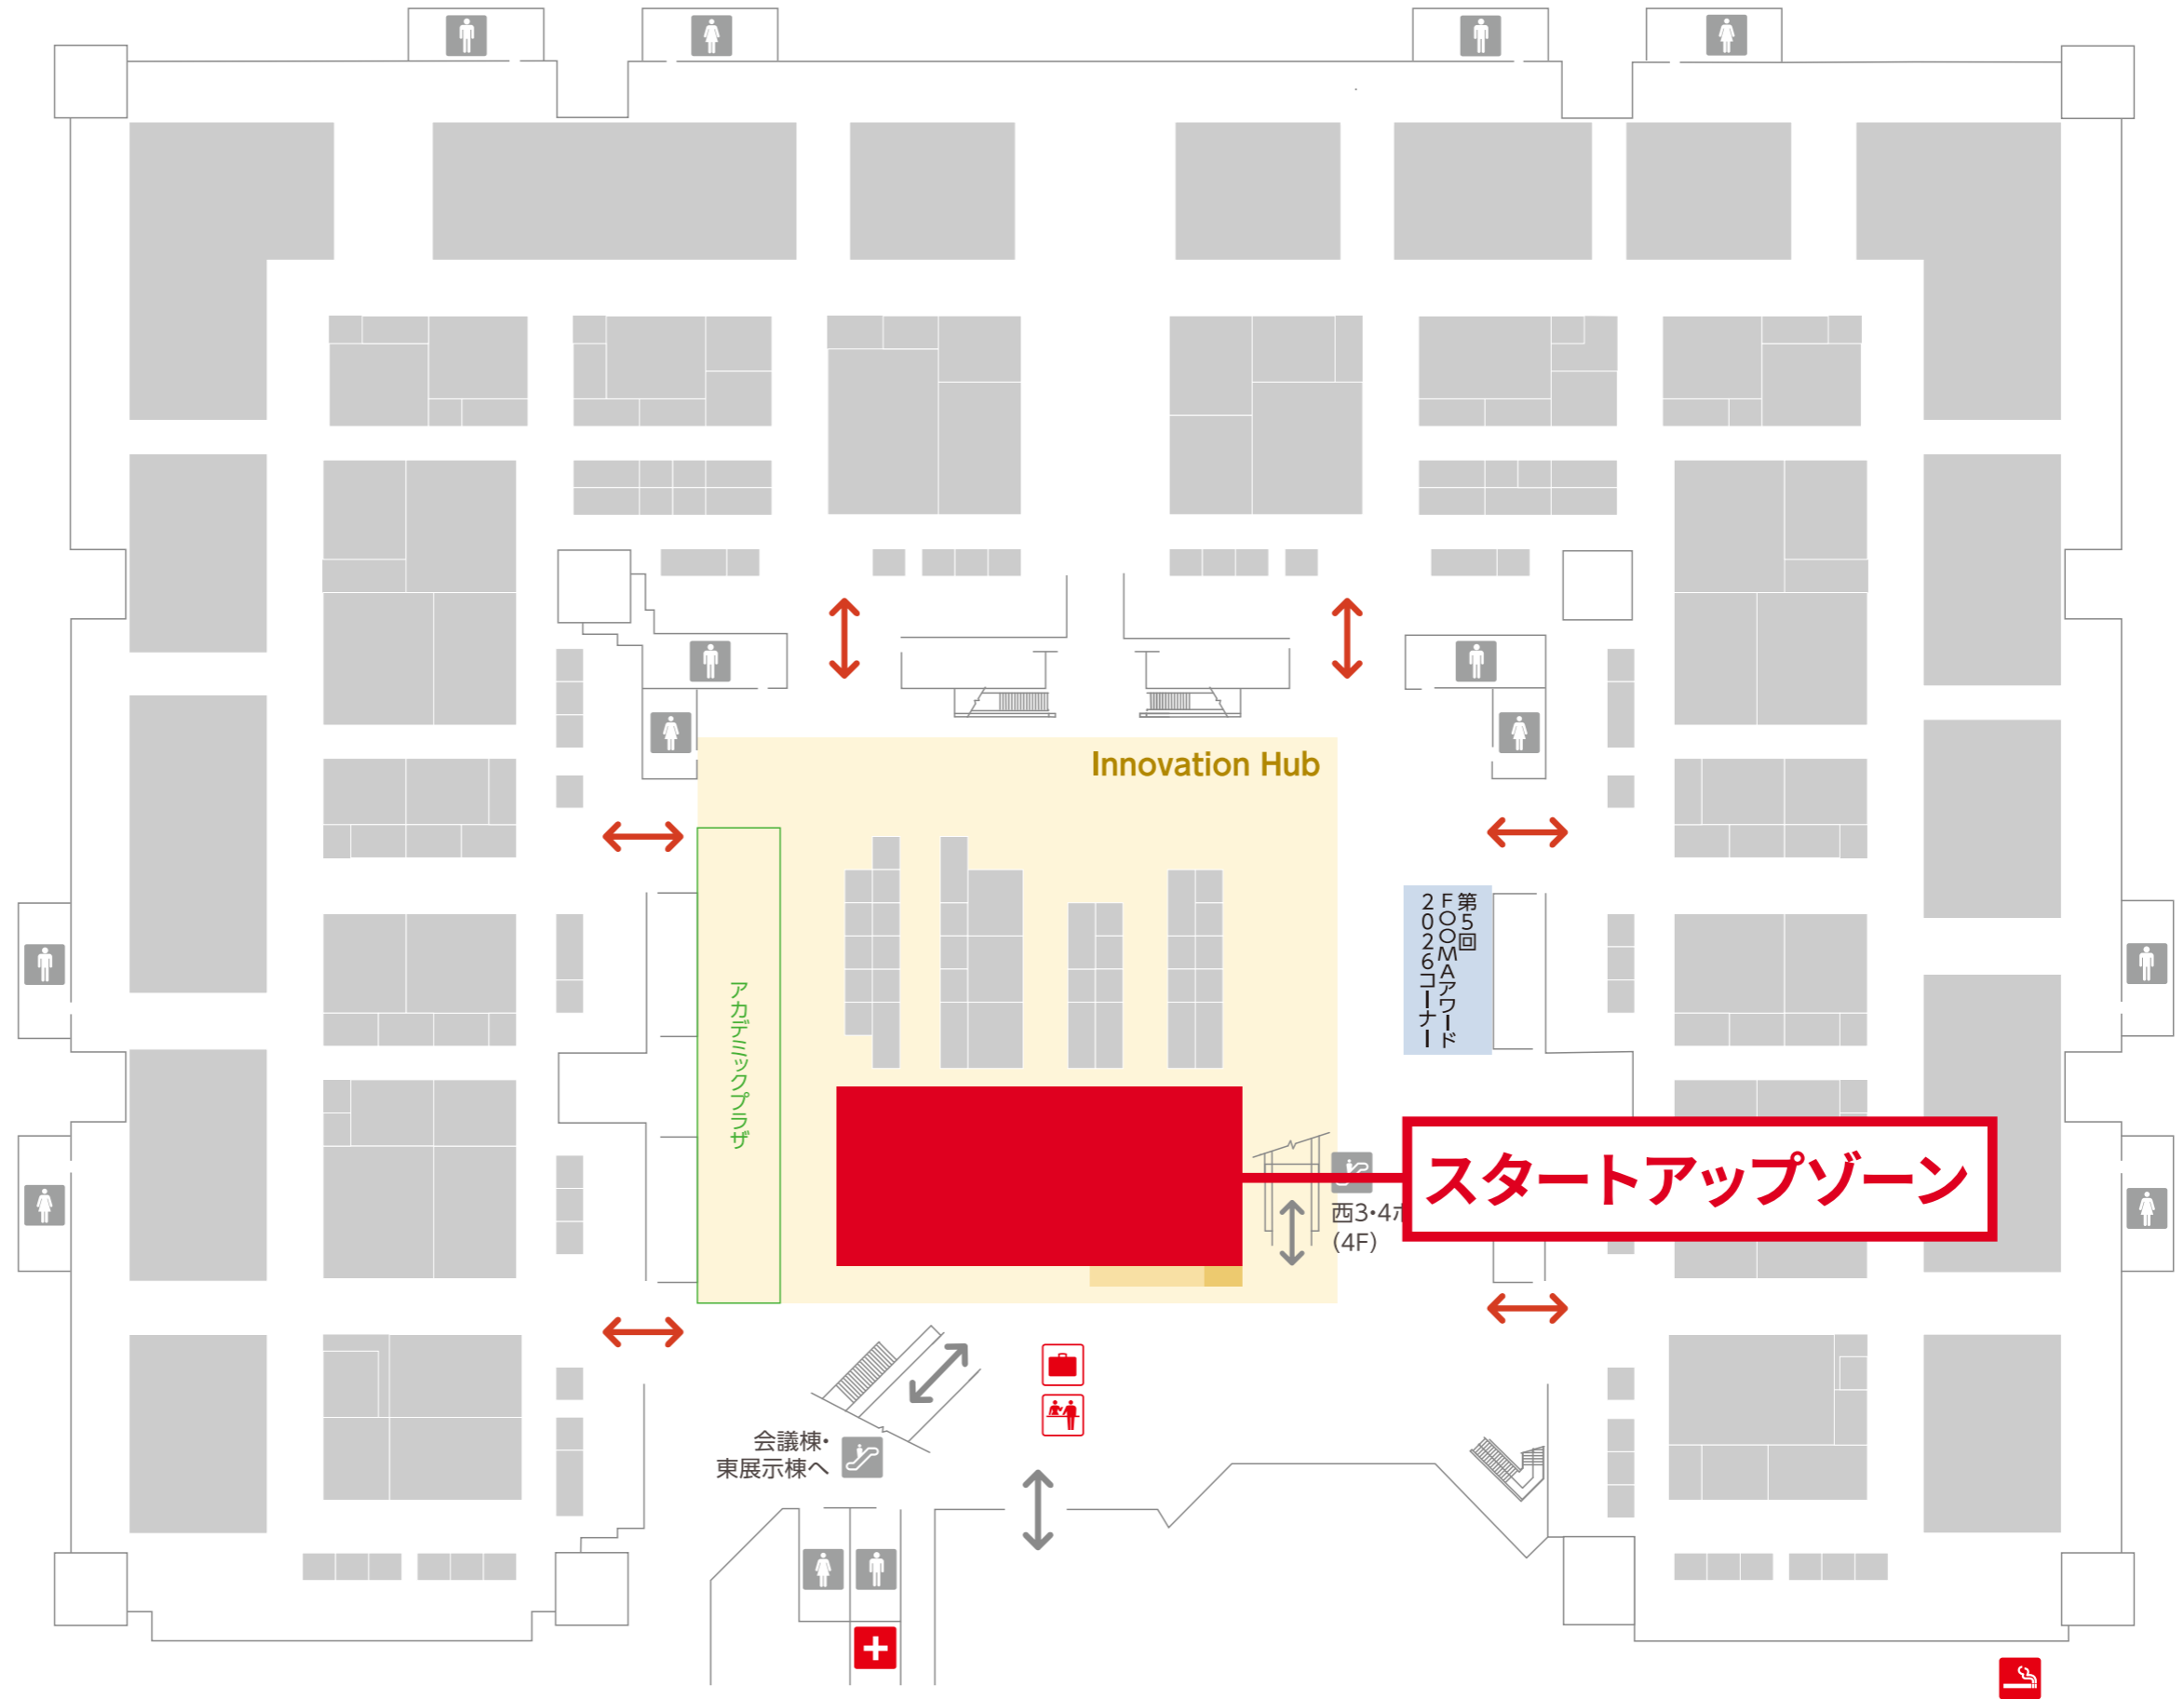 Innovation Hub
第5回
FOOMAアワード
2026コーナー
アカデミックプラザ
スタートアップゾーン
西3・4ホ
(4F)
会議棟・
東展示棟へ